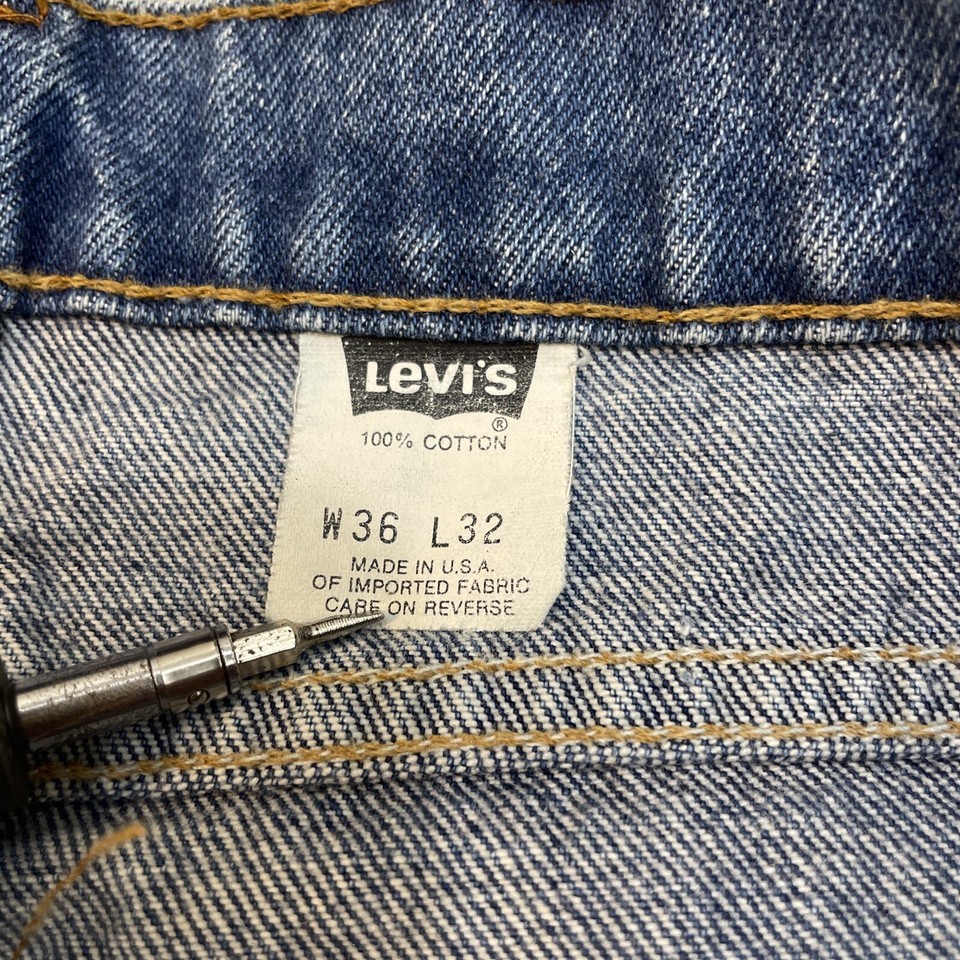 Levi's
®
100% COTTON
W36 L32
MADE IN U.S.A.
OF IMPORTED FABRIC
CARE ON REVERSE